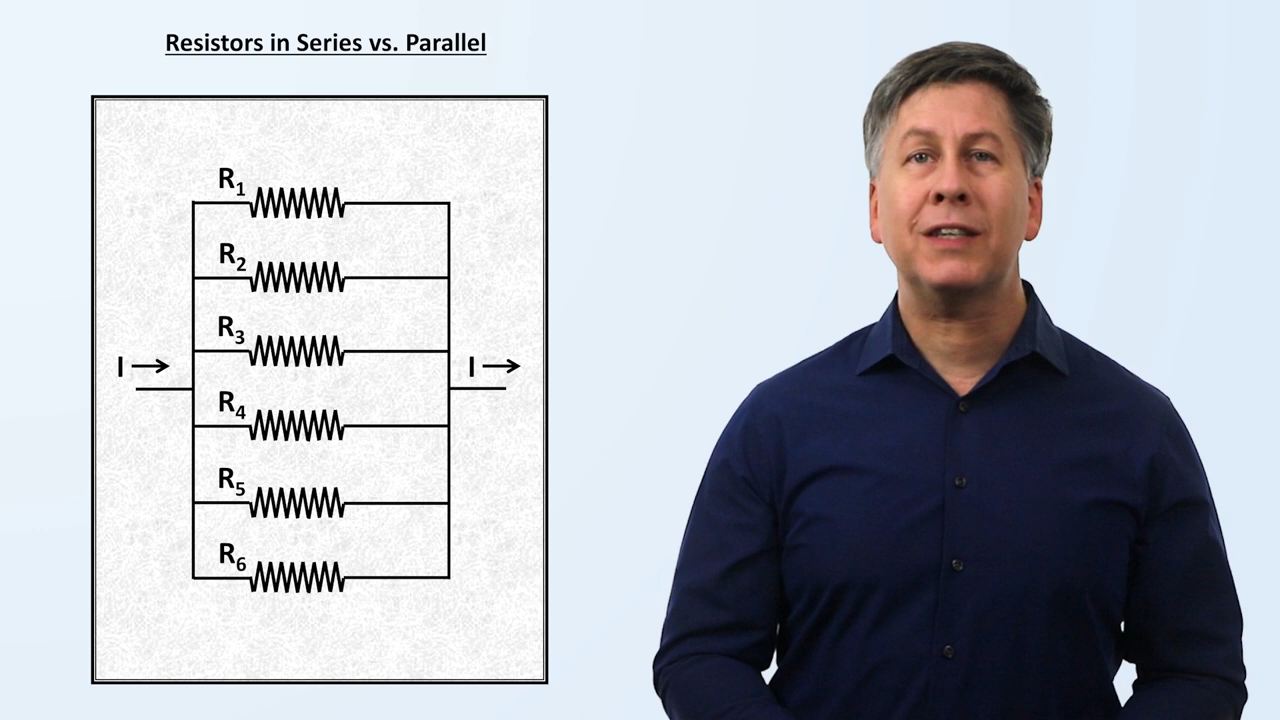 Resistors in Series vs. Parallel
R1
R2
R3
I → I →
R4
R5
R6